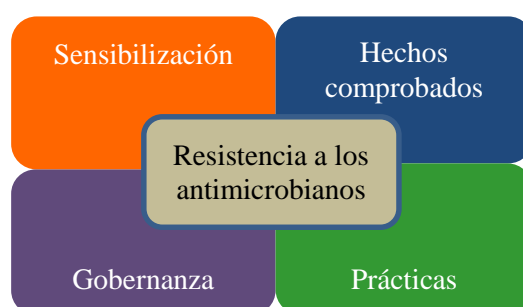 Sensibilización
Hechos
comprobados
Resistencia a los
antimicrobianos
Gobernanza
Prácticas